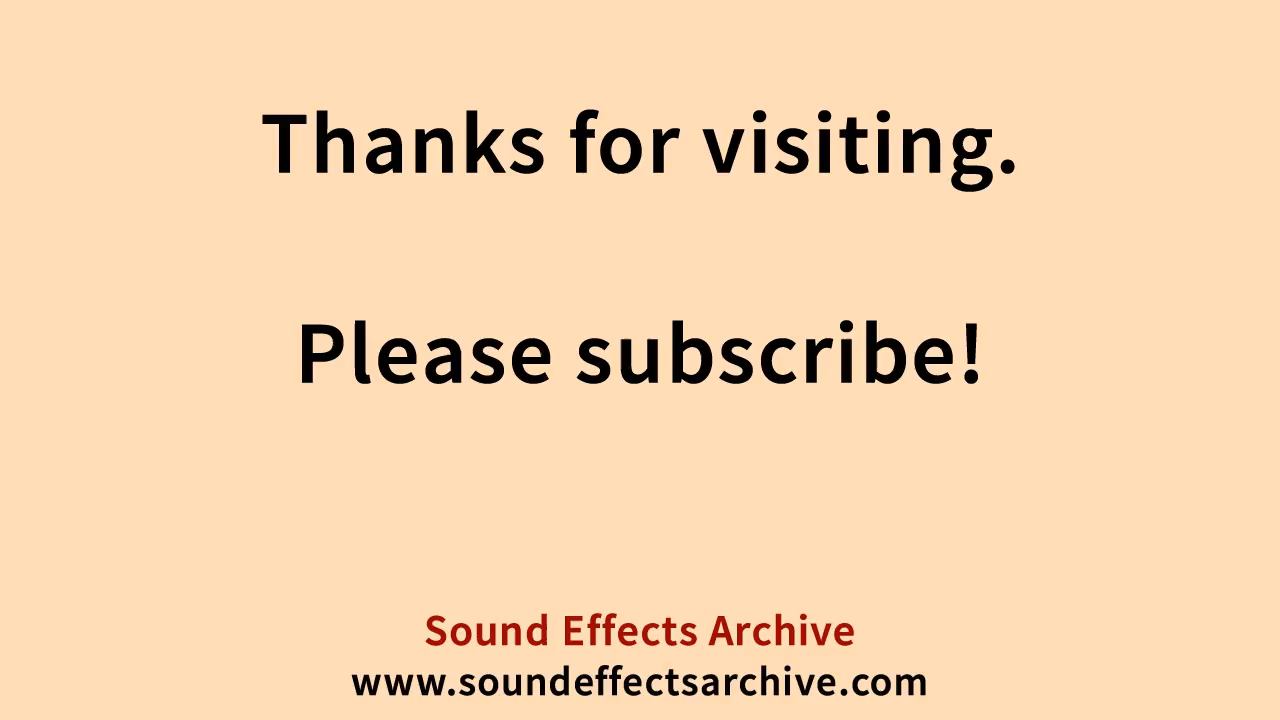 Thanks for visiting.
Please subscribe!
Sound Effects Archive
www.soundeffectsarchive.com